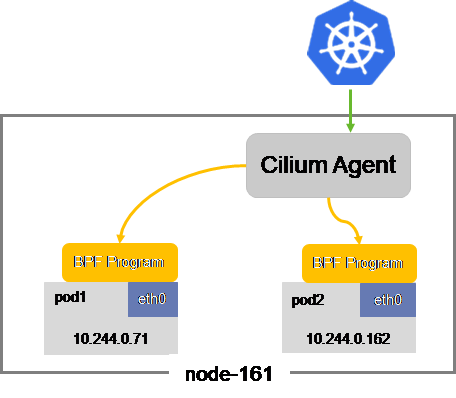 Cilium Agent
BPF Program
BPF Program
pod1
eth0
10.244.0.71
pod2
eth0
10.244.0.162
node-161